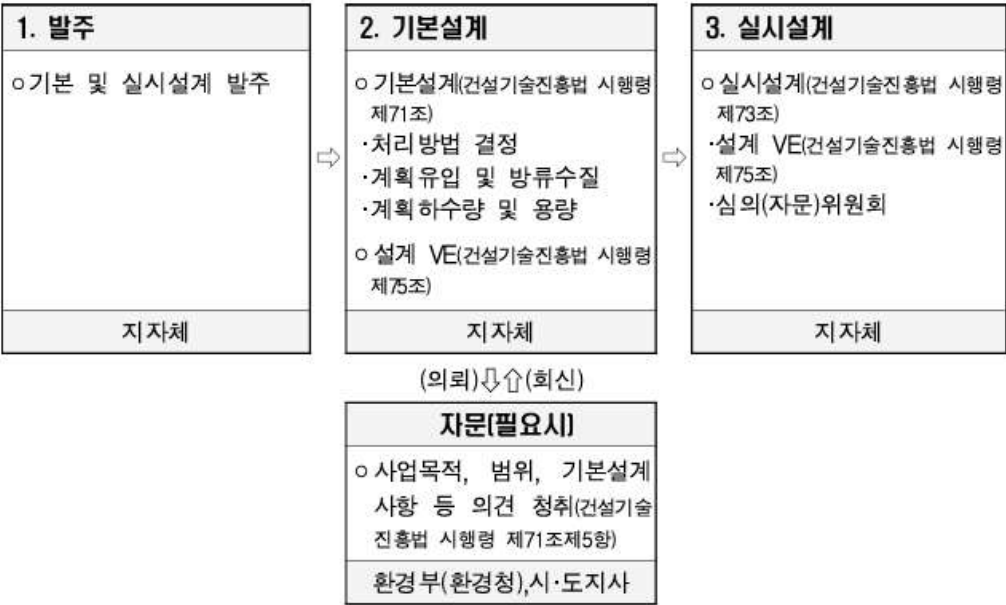 1. 발주
ㅇ기본 및 실시설계 발주
지자체
⇨
2. 기본설계
ㅇ기본설계(건설기술진흥법 시행령
제71조)
·처리방법 결정
·계획유입 및 방류수질
·계획하수량 및 용량
ㅇ설계 VE(건설기술진흥법 시행령
제75조)
지자체
⇨
3. 실시설계
ㅇ실시설계(건설기술진흥법 시행령
제73조)
·설계 VE(건설기술진흥법 시행령
제75조)
·심의(자문)위원회
지자체
(의뢰)⇩⇧(회신)
자문(필요시)
ㅇ사업목적, 범위, 기본설계
사항 등 의견 청취(건설기술
진흥법 시행령 제71조제5항)
환경부(환경청),시·도지사